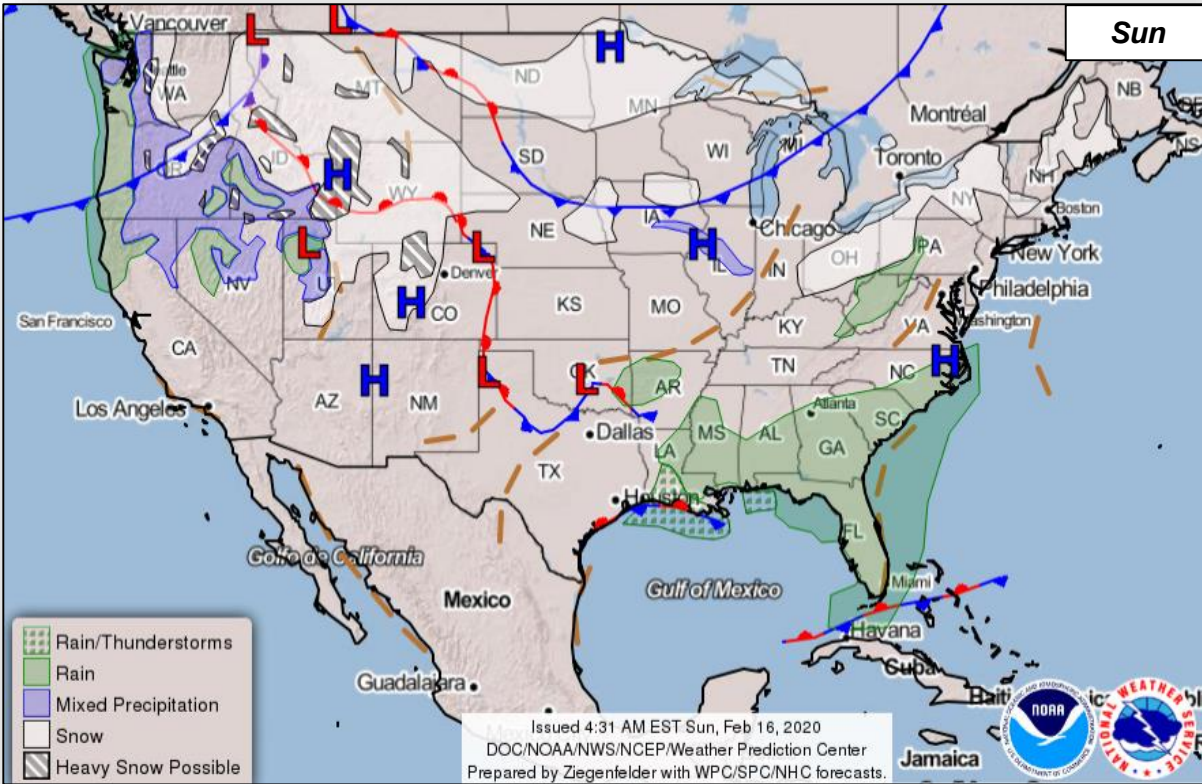 Sun
Vancouver
L
L
H
Seattle
WA
MT
ND
MN
Montréal
NB
NS
WI
MI
Toronto
SD
ID
H
WY
NH
NY
Boston
L
L
NE
IA
H
IL
Chicago
IN
OH
PA
New York
NV
UT
Denver
H
CO
KS
MO
KY
VA
Philadelphia
Washington
San Francisco
CA
Los Angeles
AZ
H
NM
L
OK
L
AR
TN
NC
H
Atlanta
SC
Dallas
LA
MS
AL
GA
TX
Houston
FL
Golfo de California
Gulf of Mexico
Miami
Mexico
Havana
Cuba
Guadalajara
Haiti
Jamaica
Rain/Thunderstorms
Rain
Mixed Precipitation
Snow
Heavy Snow Possible
Issued 4:31 AM EST Sun, Feb 16, 2020
DOC/NOAA/NWS/NCEP/Weather Prediction Center
Prepared by Ziegenfelder with WPC/SPC/NHC forecasts.
NOAA
NATIONAL WEATHER SERVICE